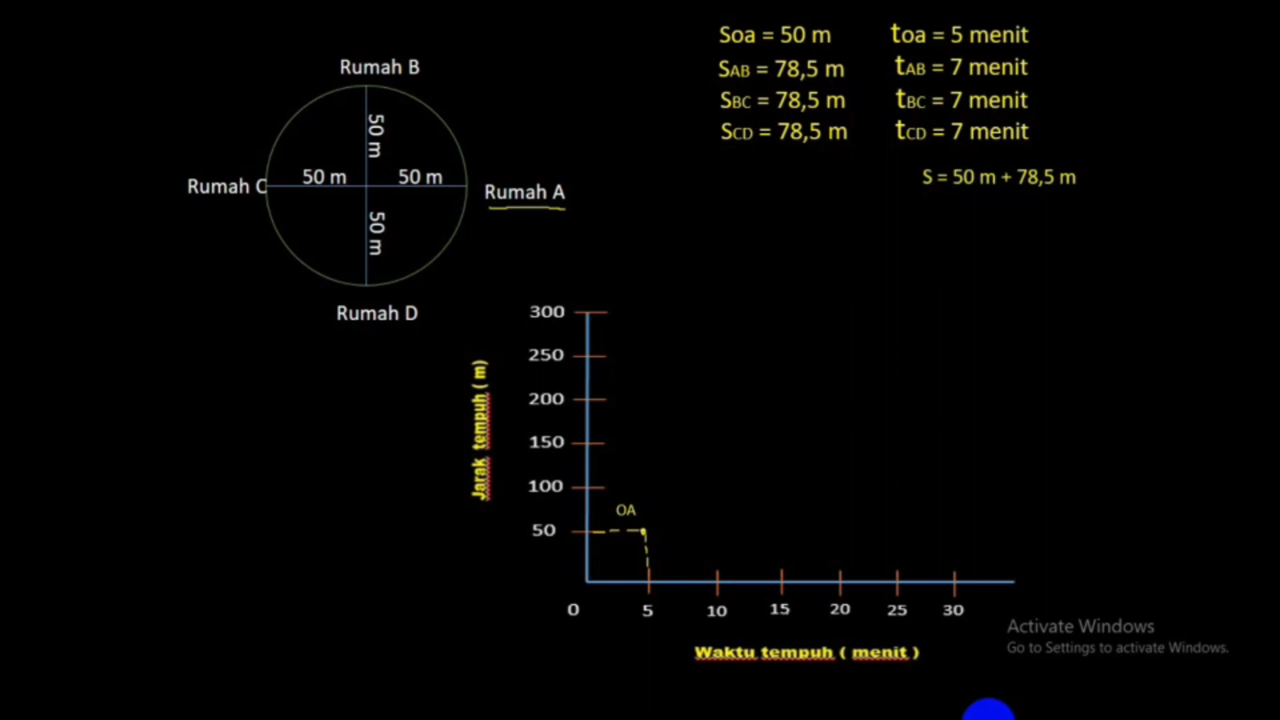 Soa = 50 m
toa = 5 menit
SAB = 78,5 m
tAB = 7 menit
SBC = 78,5 m
tBC = 7 menit
SCD = 78,5 m
tCD = 7 menit
S = 50 m + 78,5 m
Rumah B
50 m
50 m
50 m
Rumah C
Rumah A
50 m
Rumah D
300
250
200
150
100
50
Jarak tempuh ( m)
OA
0
5
10
15
20
25
30
Waktu tempuh ( menit )
Activate Windows
Go to Settings to activate Windows.